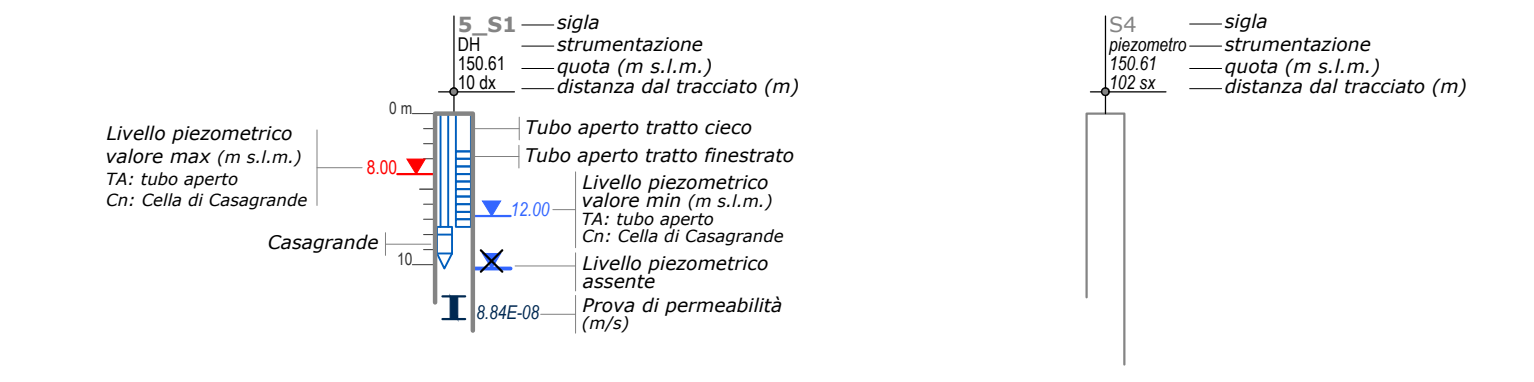 5_S1
sigla
DH
strumentazione
150.61
quota (m s.l.m.)
10 dx
distanza dal tracciato (m)
0 m
Livello piezometrico
valore max (m s.l.m.)
TA: tubo aperto
Cn: Cella di Casagrande
8.00
Tubo aperto tratto cieco
Tubo aperto tratto finestrato
12.00
Livello piezometrico
valore min (m s.l.m.)
TA: tubo aperto
Cn: Cella di Casagrande
Casagrande
10
Livello piezometrico
assente
8.84E-08
Prova di permeabilità
(m/s)
S4
sigla
piezometro
strumentazione
150.61
quota (m s.l.m.)
102 sx
distanza dal tracciato (m)